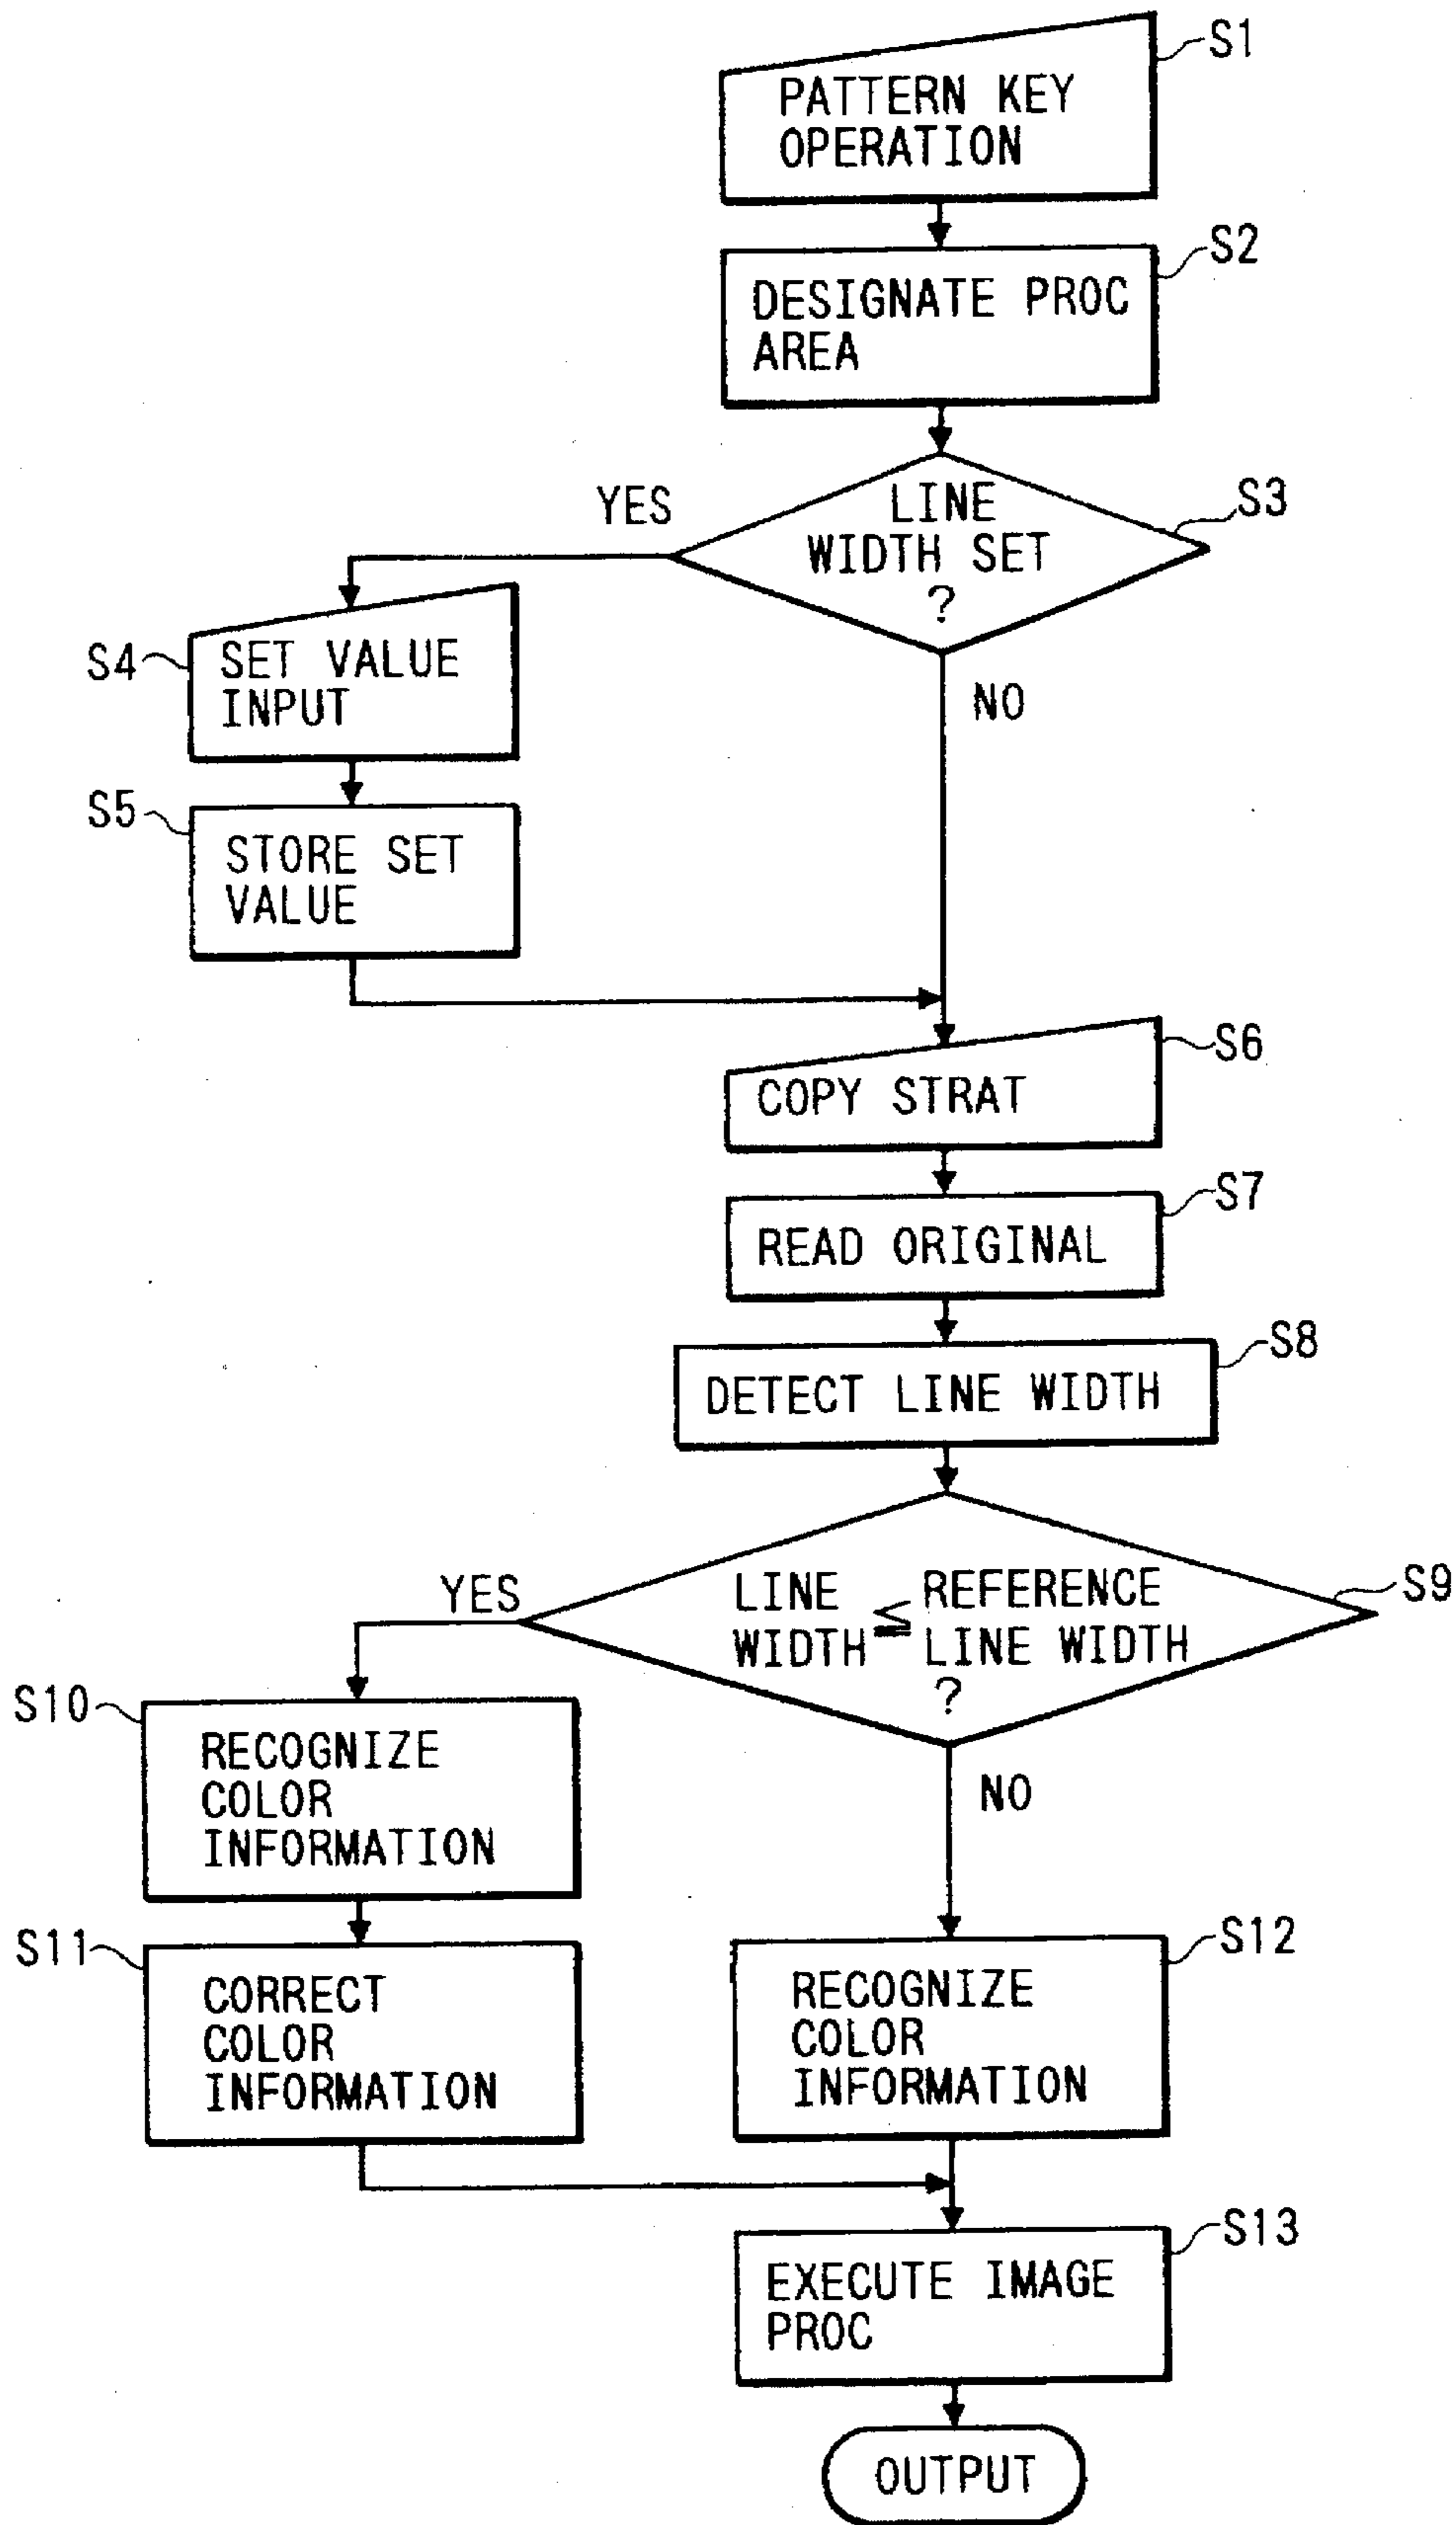 S1
PATTERN KEY
OPERATION
S2
DESIGNATE PROC
AREA
S3
LINE
WIDTH SET
?
YES
NO
S4
SET VALUE
INPUT
S5
STORE SET
VALUE
S6
COPY STRAT
S7
READ ORIGINAL
S8
DETECT LINE WIDTH
S9
LINE
WIDTH
≦
REFERENCE
LINE WIDTH
?
YES
NO
S10
RECOGNIZE
COLOR
INFORMATION
S11
CORRECT
COLOR
INFORMATION
S12
RECOGNIZE
COLOR
INFORMATION
S13
EXECUTE IMAGE
PROC
OUTPUT